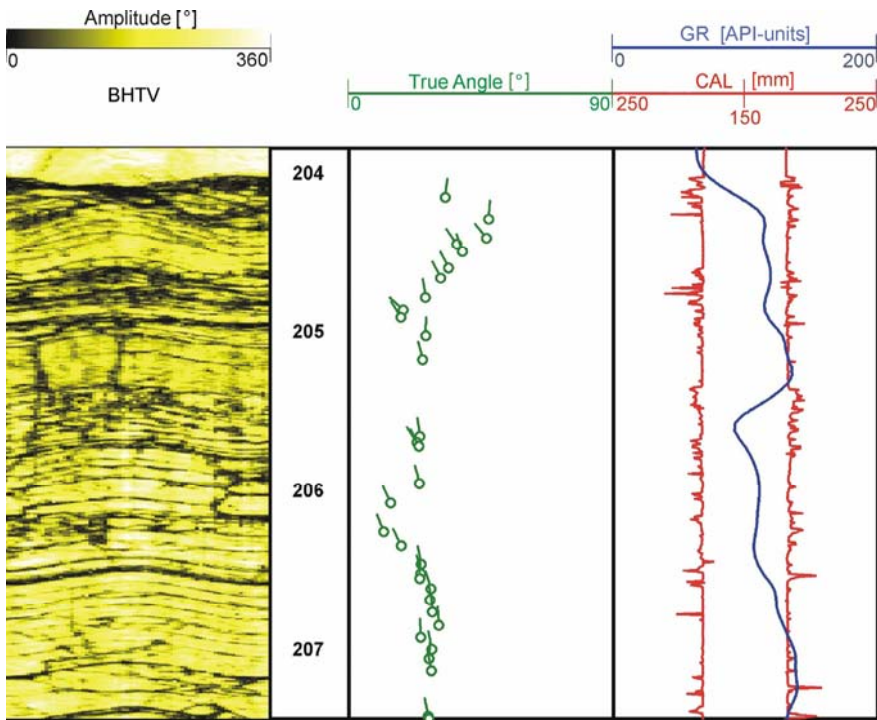 Amplitude [°]
0 360
BHTV
True Angle [°]
0 90
GR [API-units]
0 200
CAL [mm]
250 150 250
204
205
206
207